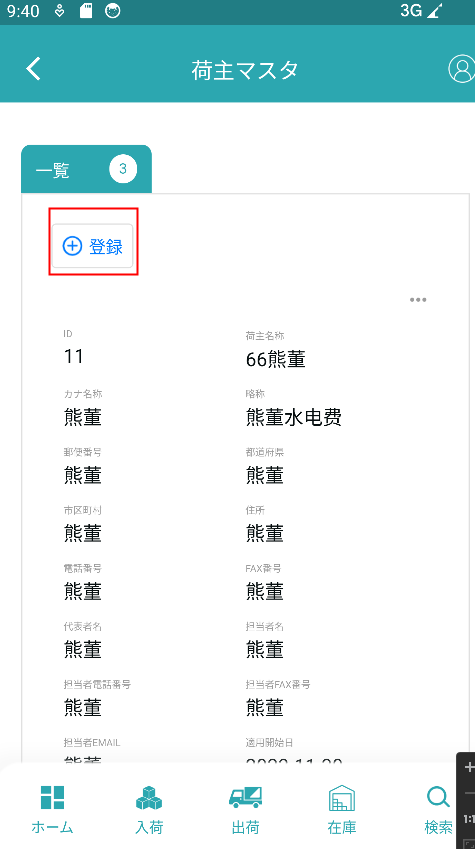 9:40 3G
荷主マスタ
一覧 3
登録
ID 荷主名称
11 66熊董
カナ名称 略称
熊董 熊董水电费
郵便番号 都道府県
熊董 熊董
市区町村 住所
熊董 熊董
電話番号 FAX番号
熊董 熊董
代表者名 担当者名
熊董 熊董
担当者電話番号 担当者FAX番号
熊董 熊董
担当者EMAIL 適用開始日
熊董
ホーム 入荷 出荷 在庫 検索
1:1